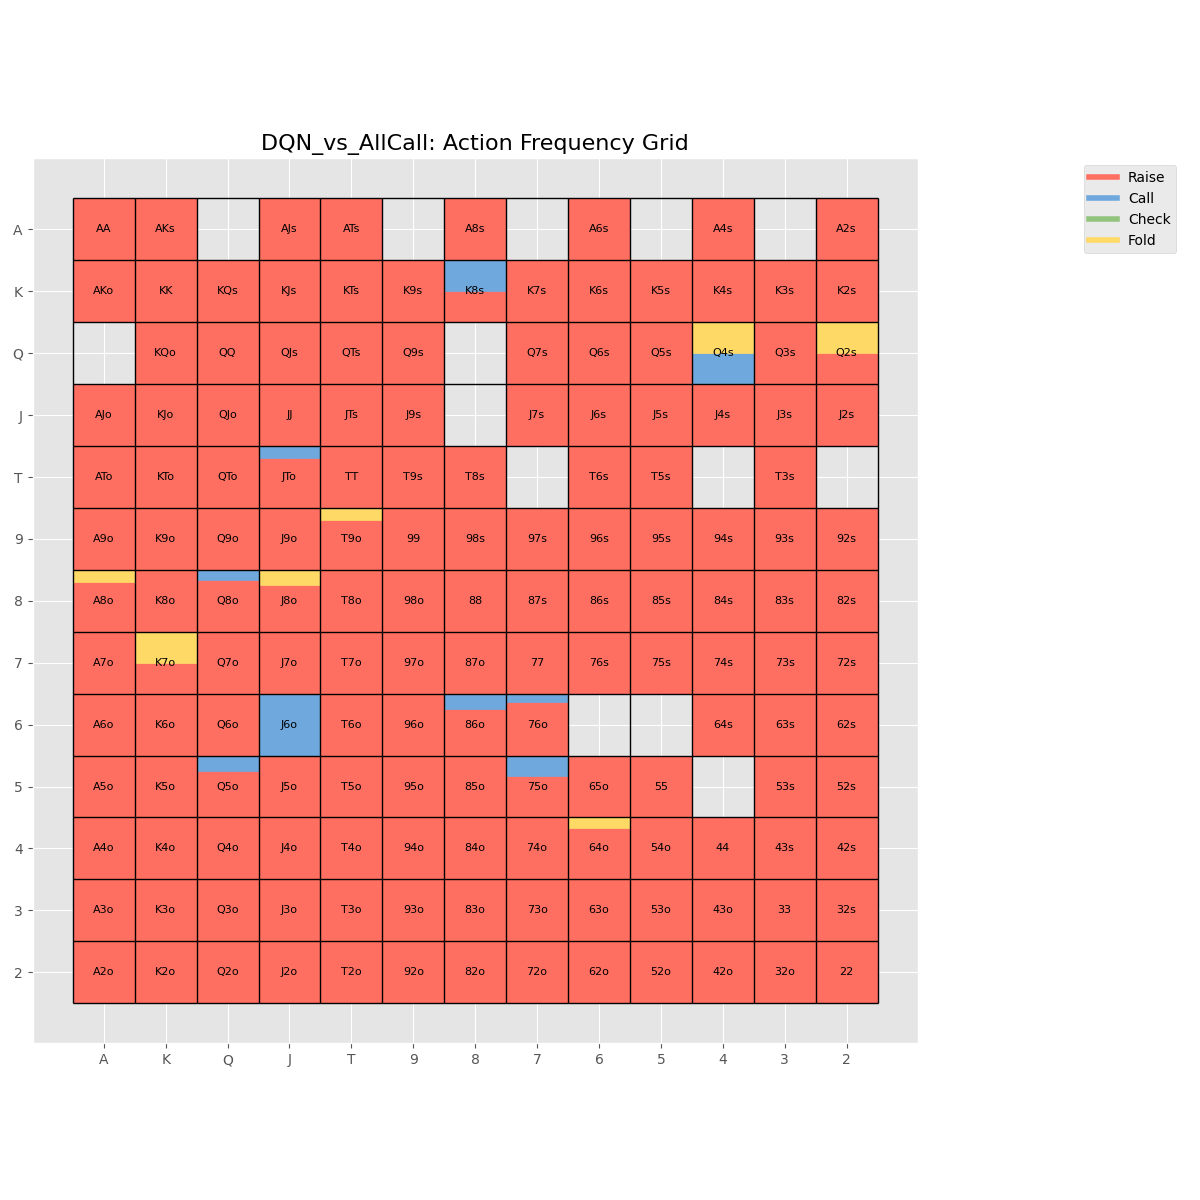 DQN_vs_AllCall: Action Frequency Grid
Raise
Call
Check
Fold
A AA AKs AJs ATs A8s A6s A4s A2s
K AKo KK KQs KJs KTs K9s K8s K7s K6s K5s K4s K3s K2s
Q KQo QQ QJs QTs Q9s Q7s Q6s Q5s Q4s Q3s Q2s
J AJo KJo QJo JJ JTs J9s J7s J6s J5s J4s J3s J2s
T ATo KTo QTo JTo TT T9s T8s T6s T5s T3s
9 A9o K9o Q9o J9o T9o 99 98s 97s 96s 95s 94s 93s 92s
8 A8o K8o Q8o J8o T8o 98o 88 87s 86s 85s 84s 83s 82s
7 A7o K7o Q7o J7o T7o 97o 87o 77 76s 75s 74s 73s 72s
6 A6o K6o Q6o J6o T6o 96o 86o 76o 64s 63s 62s
5 A5o K5o Q5o J5o T5o 95o 85o 75o 65o 55 53s 52s
4 A4o K4o Q4o J4o T4o 94o 84o 74o 64o 54o 44 43s 42s
3 A3o K3o Q3o J3o T3o 93o 83o 73o 63o 53o 43o 33 32s
2 A2o K2o Q2o J2o T2o 92o 82o 72o 62o 52o 42o 32o 22
A K Q J T 9 8 7 6 5 4 3 2